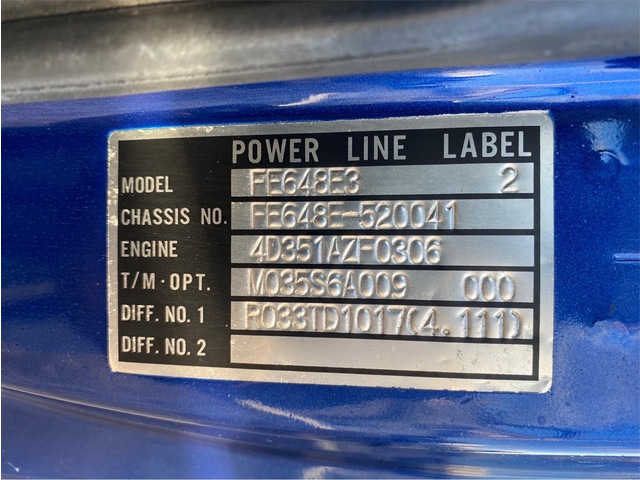 POWER LINE LABEL
MODEL FE648E3 2
CHASSIS NO. FE648E-520041
ENGINE 4D351AZF0306
T/M·OPT. M035S6A009 000
DIFF. NO. 1 R033TD1017(4.111)
DIFF. NO. 2